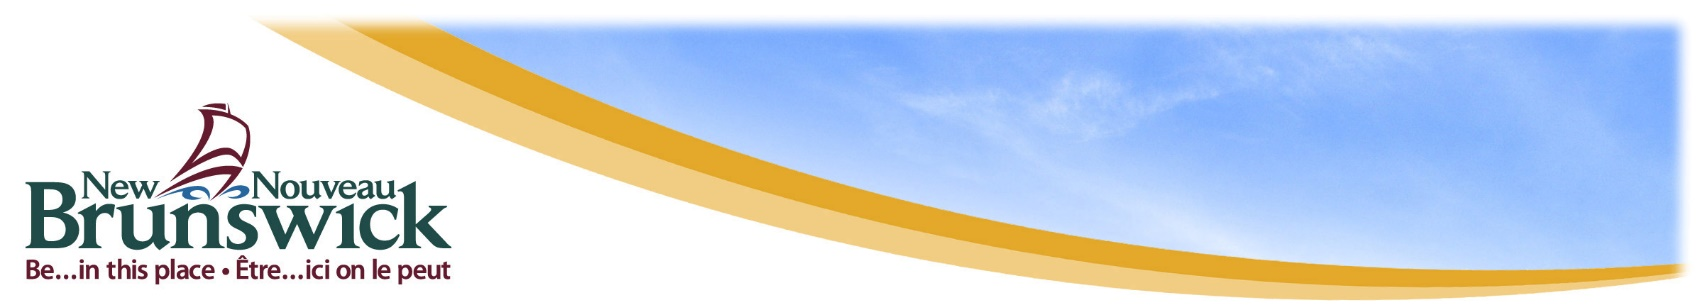 New Nouveau
Brunswick
Be...in this place • Être...ici on le peut